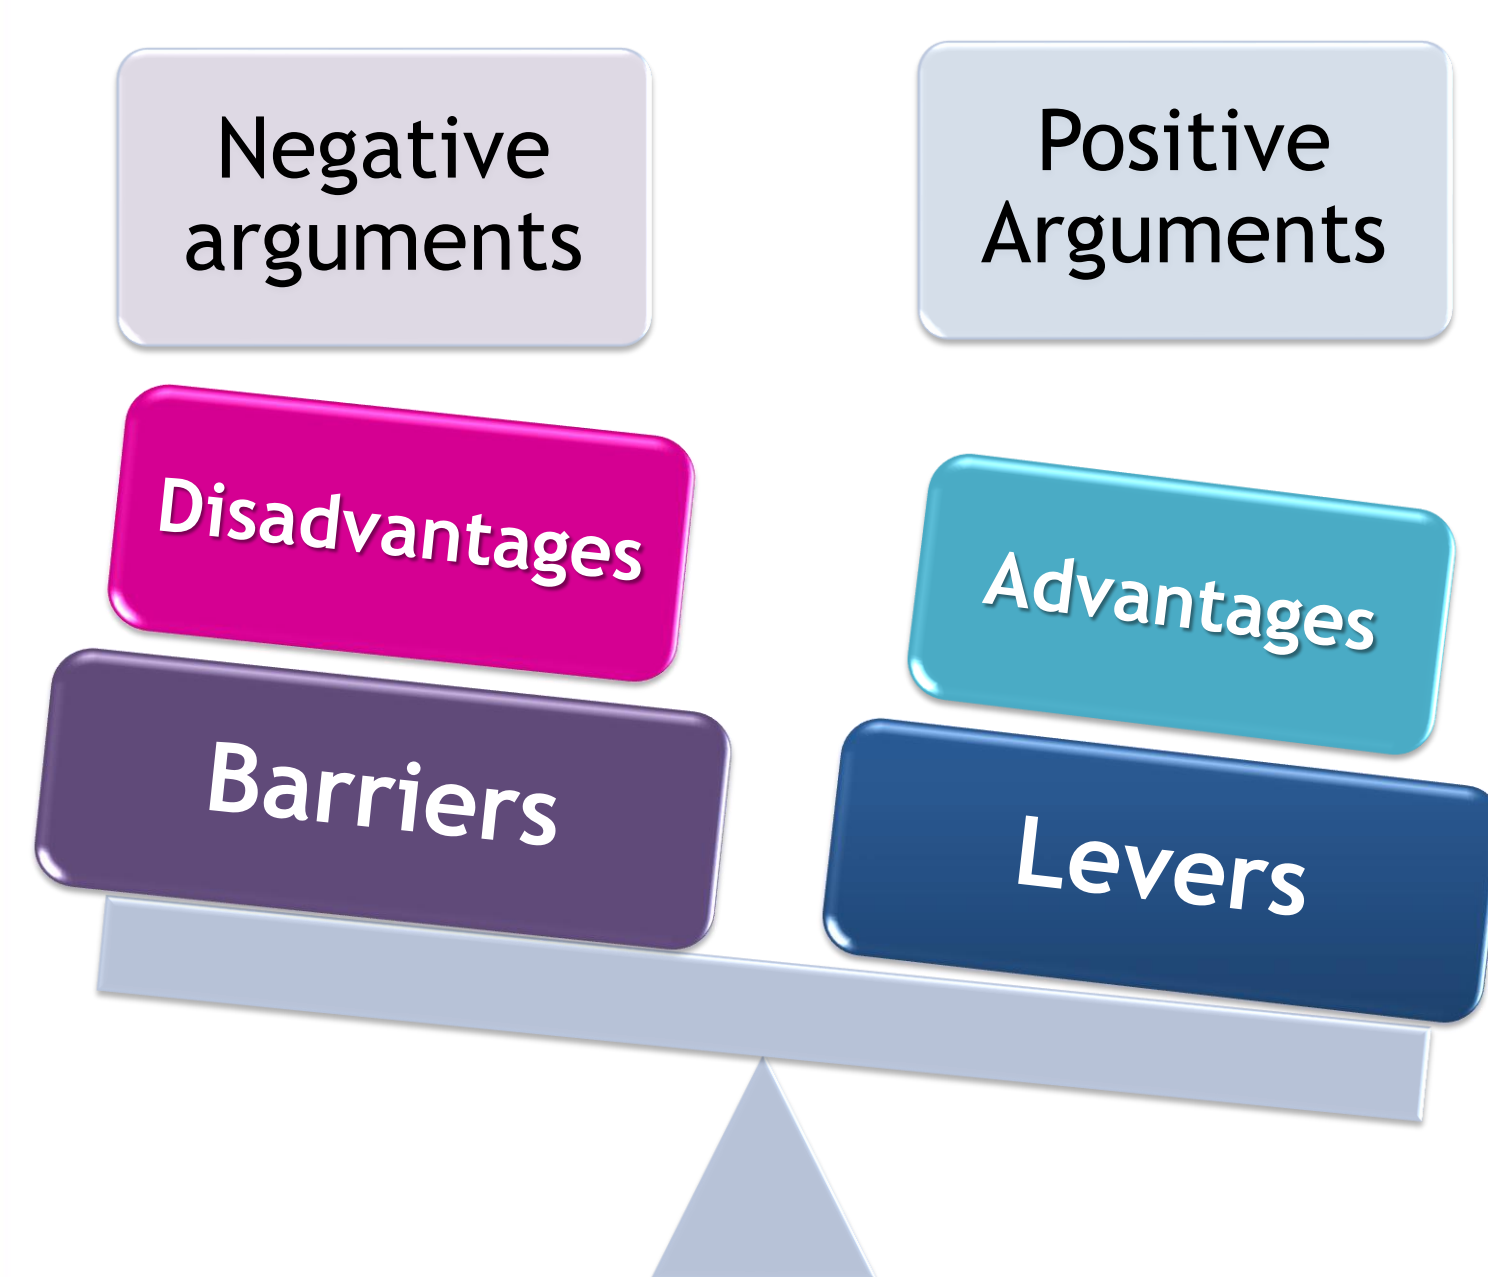 Negative
arguments
Positive
Arguments
Disadvantages
Advantages
Barriers
Levers